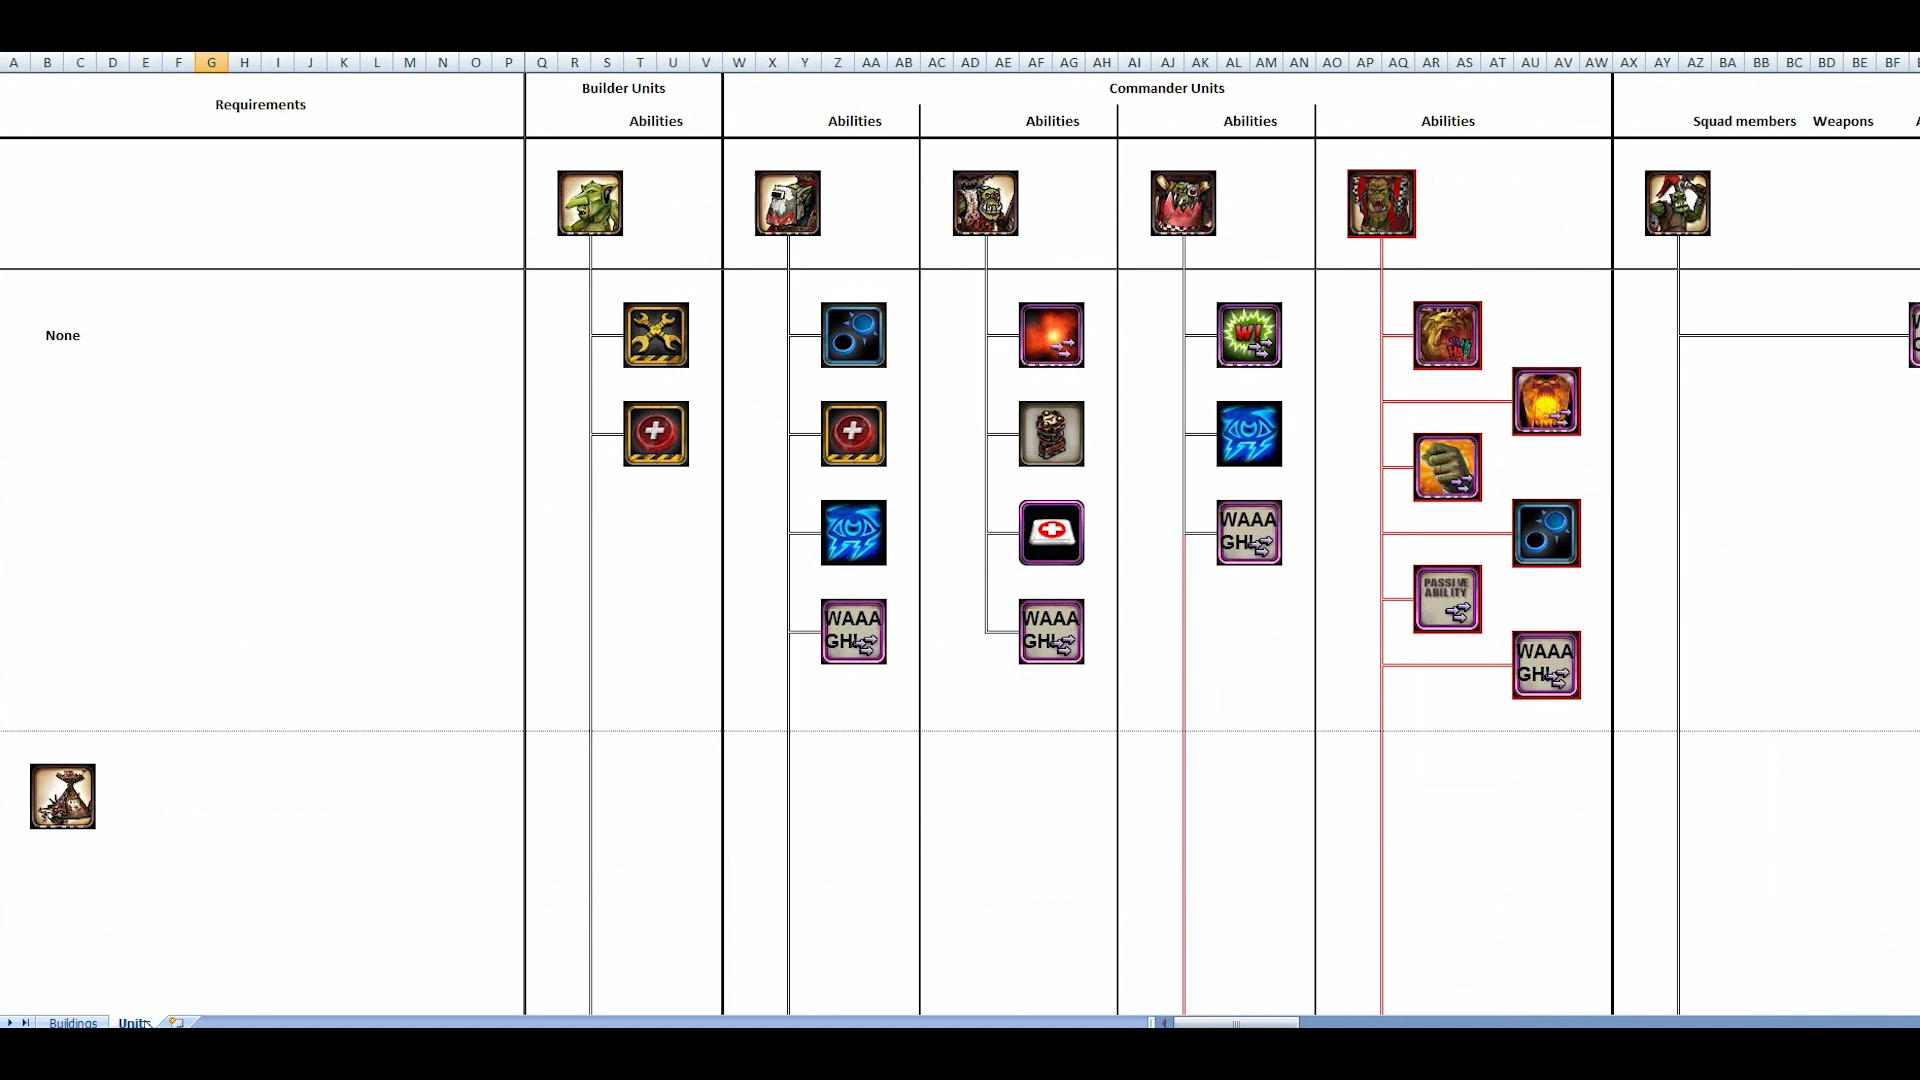 A B C D E F G H I J K L M N O P Q R S T U V W X Y Z AA AB AC AD AE AF AG AH AI AJ AK AL AM AN AO AP AQ AR AS AT AU AV AW AX AY AZ BA BB BC BD BE BF
Requirements
Builder Units
Commander Units
Abilities
Abilities
Abilities
Abilities
Abilities
Squad members
Weapons
None
W!
WAAA
GH!
PASSIVE
ABILITY
WAAA
GH!
WAAA
GH!
WAAA
GH!
Buildings
Units